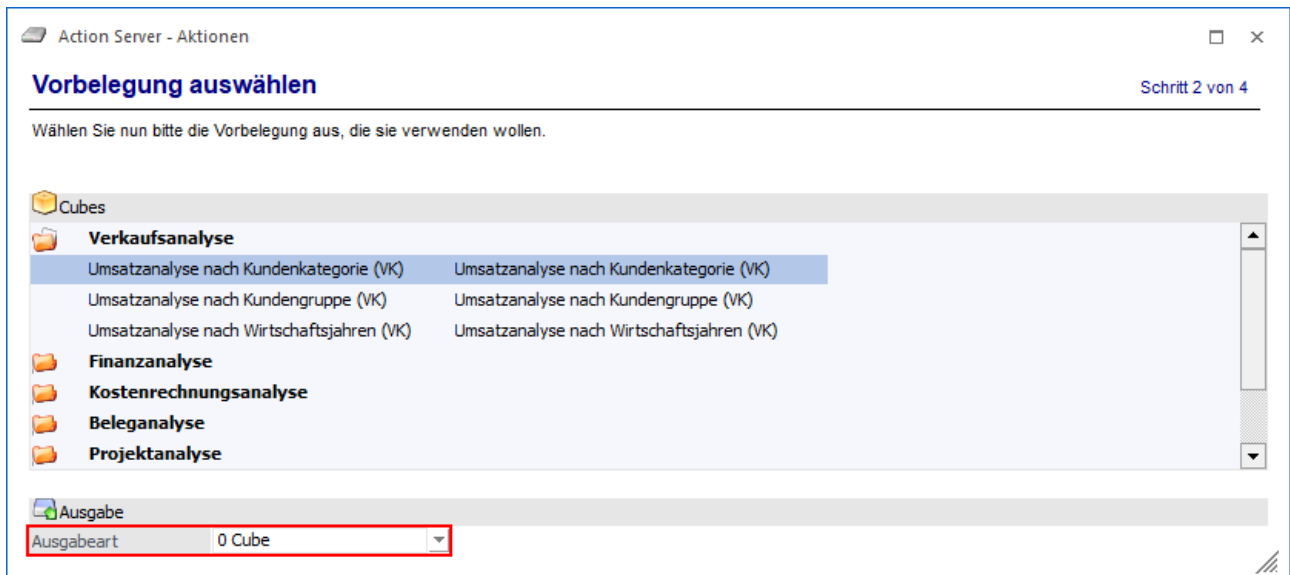 Action Server - Aktionen
Vorbelegung auswählen
Schritt 2 von 4
Wählen Sie nun bitte die Vorbelegung aus, die sie verwenden wollen.
Cubes
Verkaufsanalyse
Umsatzanalyse nach Kundenkategorie (VK) Umsatzanalyse nach Kundenkategorie (VK)
Umsatzanalyse nach Kundengruppe (VK) Umsatzanalyse nach Kundengruppe (VK)
Umsatzanalyse nach Wirtschaftsjahren (VK) Umsatzanalyse nach Wirtschaftsjahren (VK)
Finanzanalyse
Kostenrechnungsanalyse
Beleganalyse
Projektanalyse
Ausgabe
Ausgabeart 0 Cube